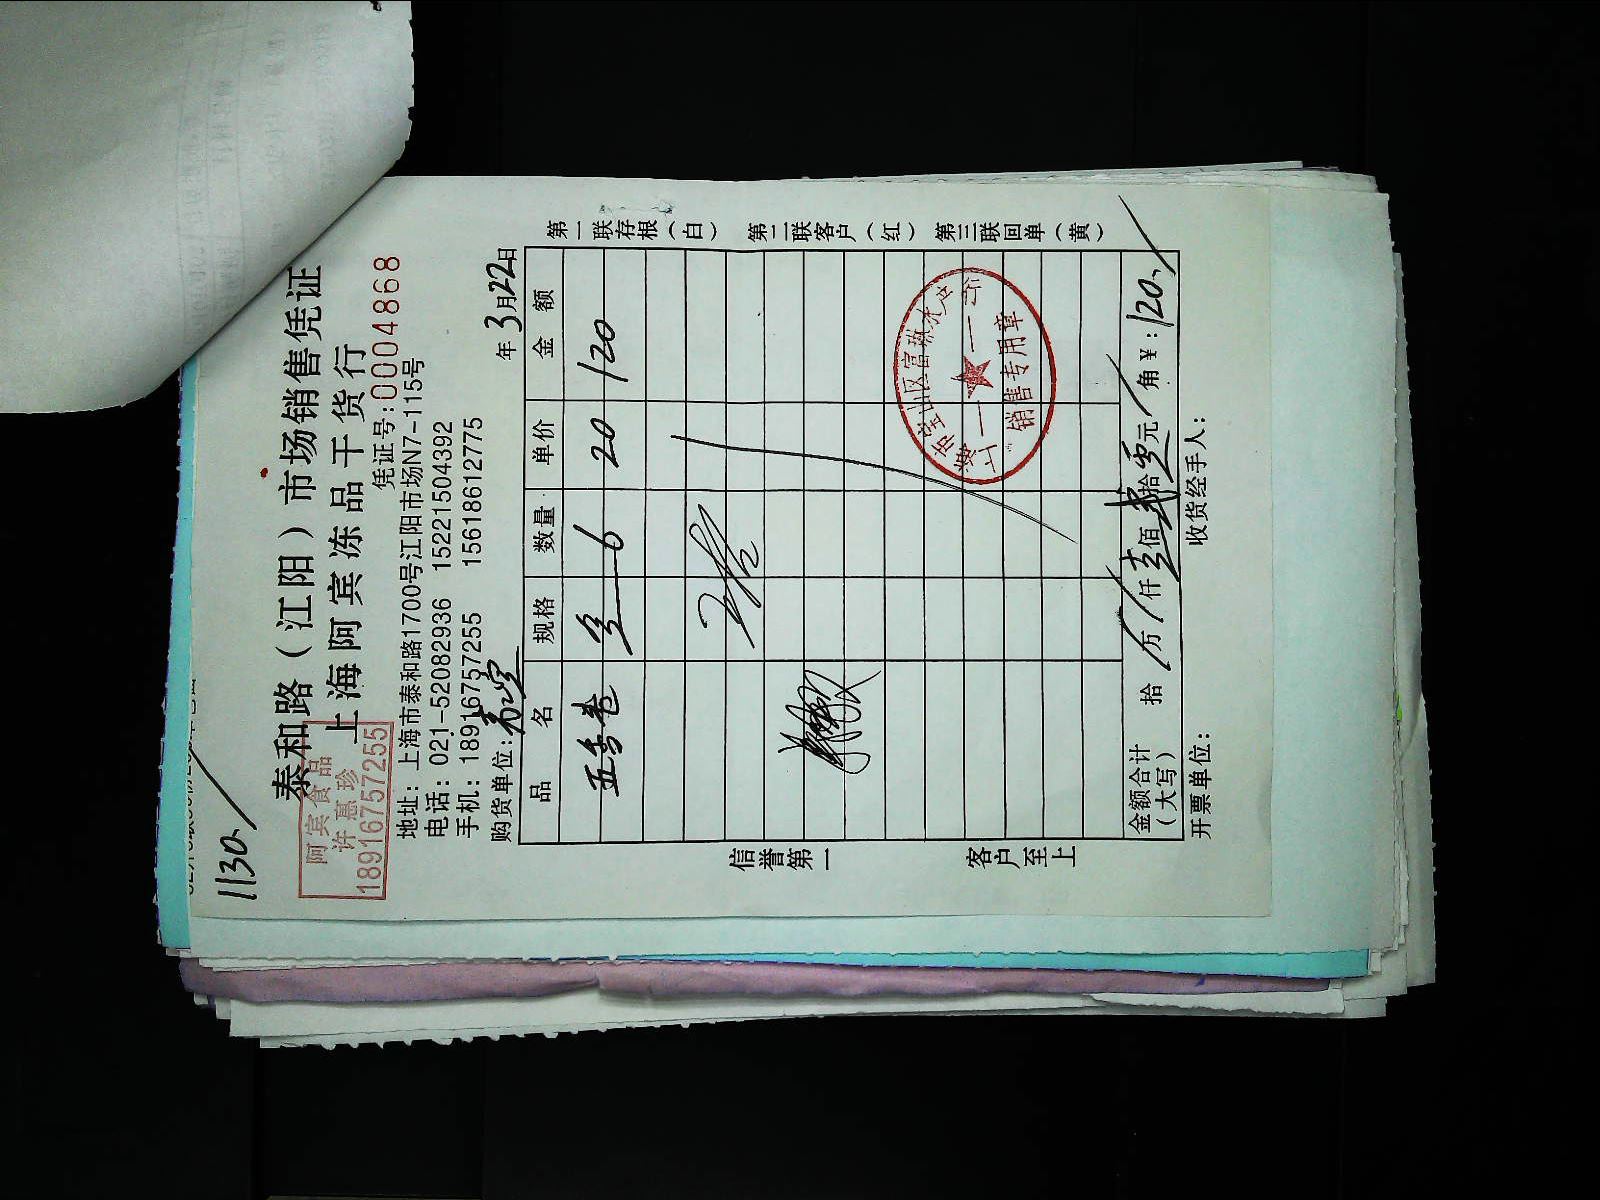 1130
泰和路（江阳）市场销售凭证
上海阿宾冻品干货行
阿宾食品
许惠珍
18916757255
凭证号:0004868
地址：上海市泰和路1700号江阳市场N7-115号
电话：021-52082936 15221504392
手机：18916757255 15618612775
购货单位：
年 3月22日
品名 规格 数量 单价 金额
五香卷 6 20 120
金额合计（大写） 拾 万 仟 壹佰 贰拾 元 角 ￥：120
开票单位： 收货经手人：
信誉第一 客户至上
第一联存根（白） 第二联客户（红） 第三联回单（黄）
销售专用章